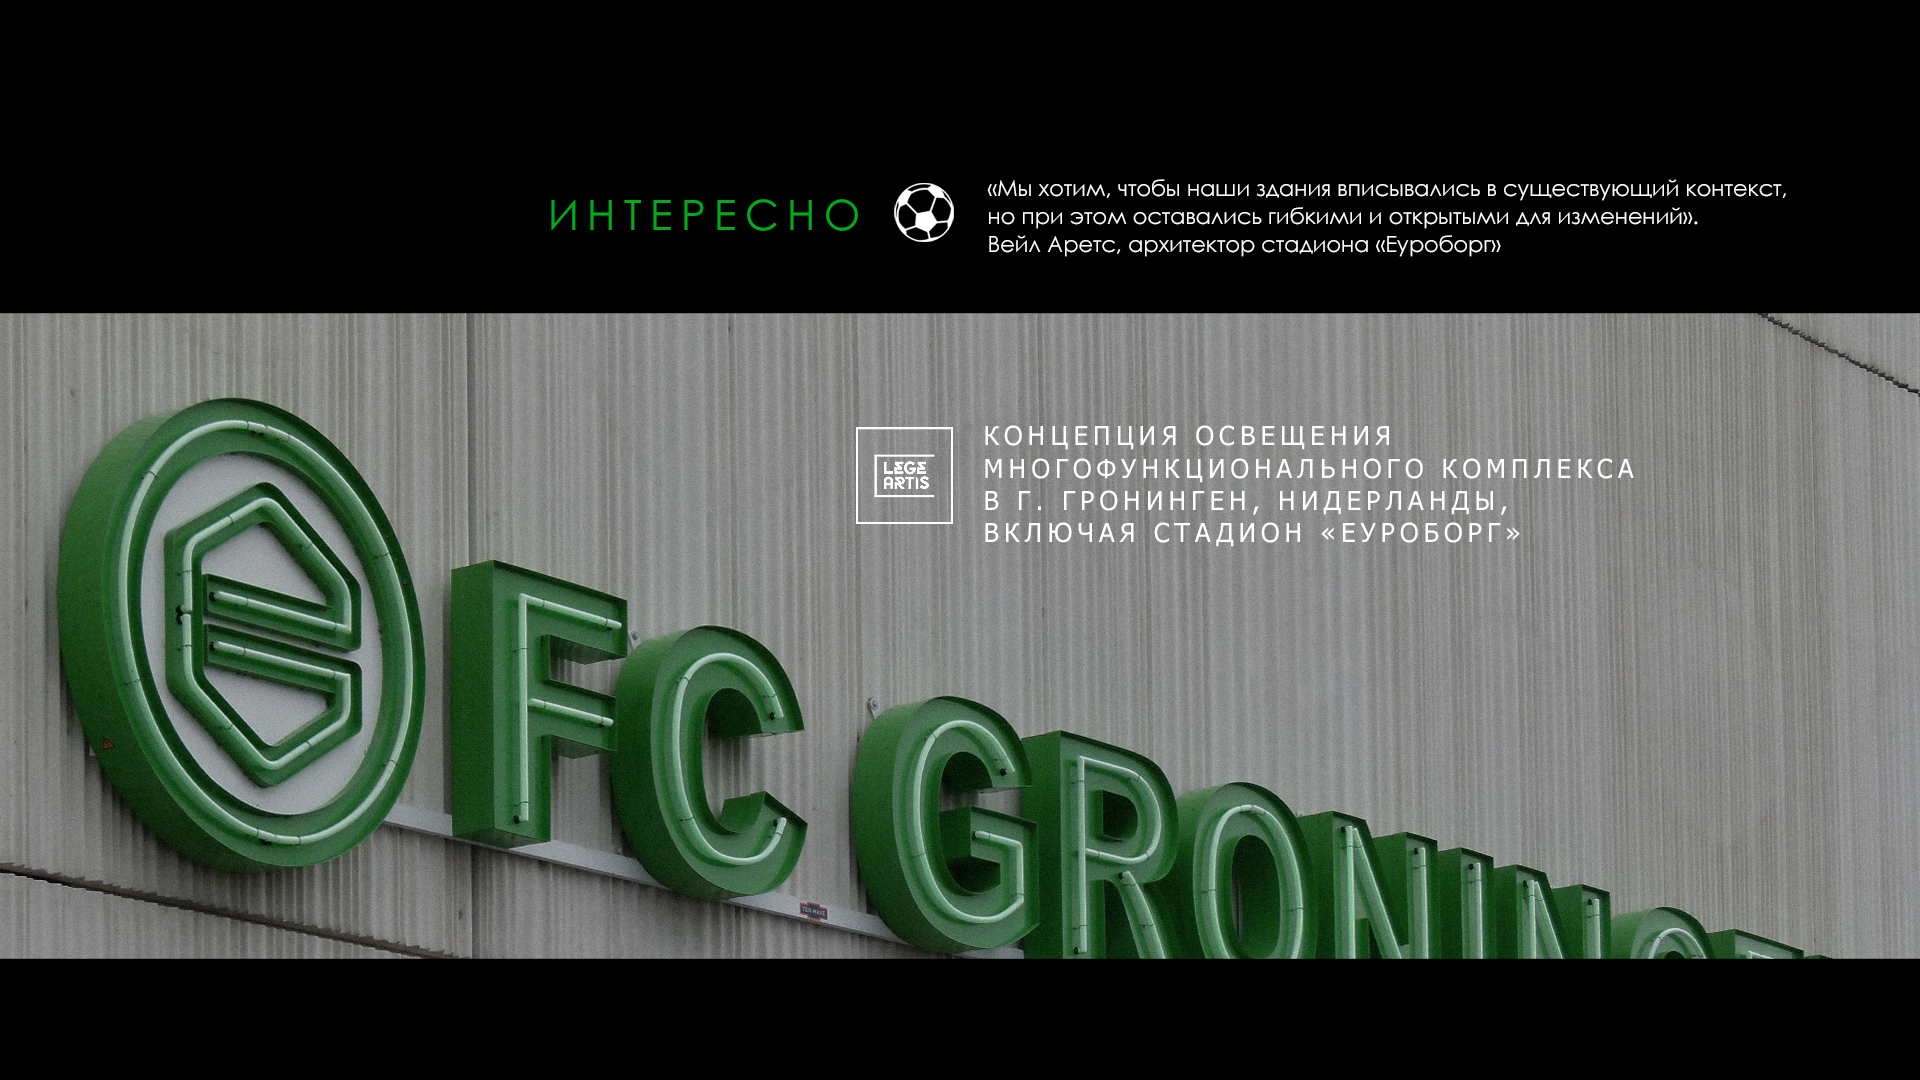 ИНТЕРЕСНО
«Мы хотим, чтобы наши здания вписывались в существующий контекст,
но при этом оставались гибкими и открытыми для изменений».
Вейл Аретс, архитектор стадиона «Еуроборг»
LEGE
ARTIS
КОНЦЕПЦИЯ ОСВЕЩЕНИЯ
МНОГОФУНКЦИОНАЛЬНОГО КОМПЛЕКСА
В Г. ГРОНИНГЕН, НИДЕРЛАНДЫ,
ВКЛЮЧАЯ СТАДИОН «ЕУРОБОРГ»
FC GRONINGE